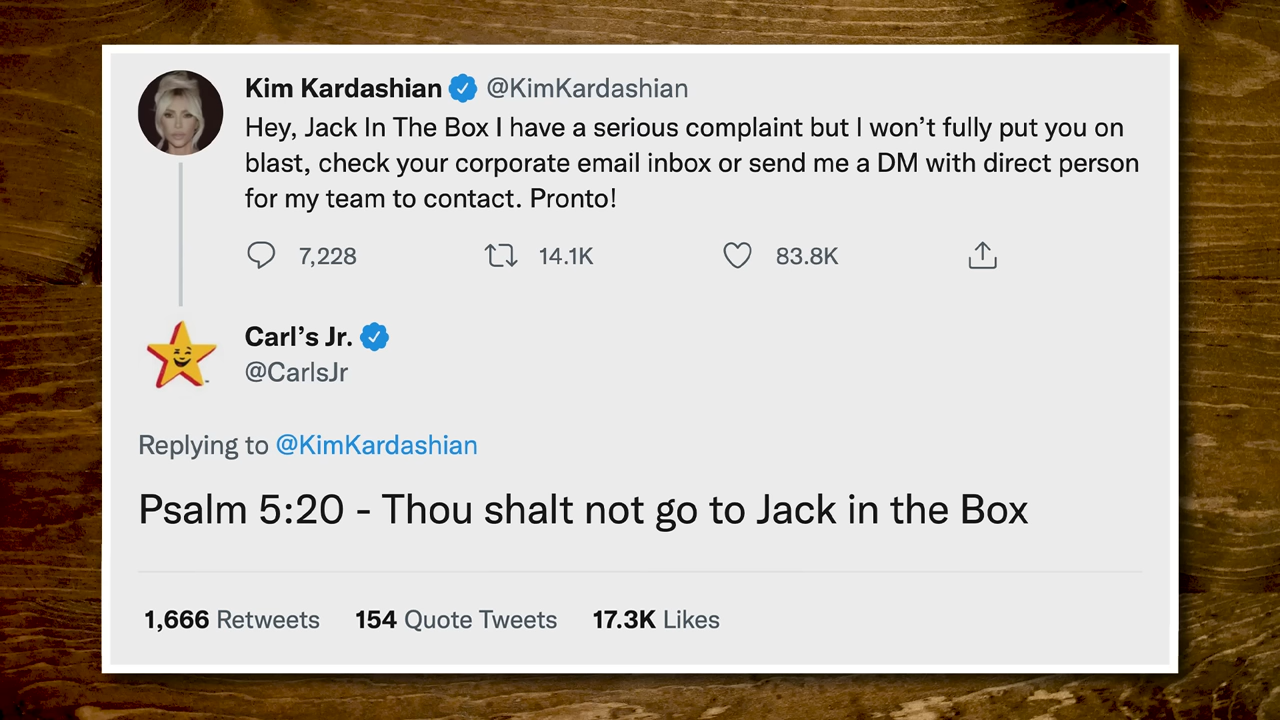 Kim Kardashian @KimKardashian
Hey, Jack In The Box I have a serious complaint but I won’t fully put you on
blast, check your corporate email inbox or send me a DM with direct person
for my team to contact. Pronto!
7,228 14.1K 83.8K
Carl’s Jr.
@CarlsJr
Replying to @KimKardashian
Psalm 5:20 - Thou shalt not go to Jack in the Box
1,666 Retweets 154 Quote Tweets 17.3K Likes